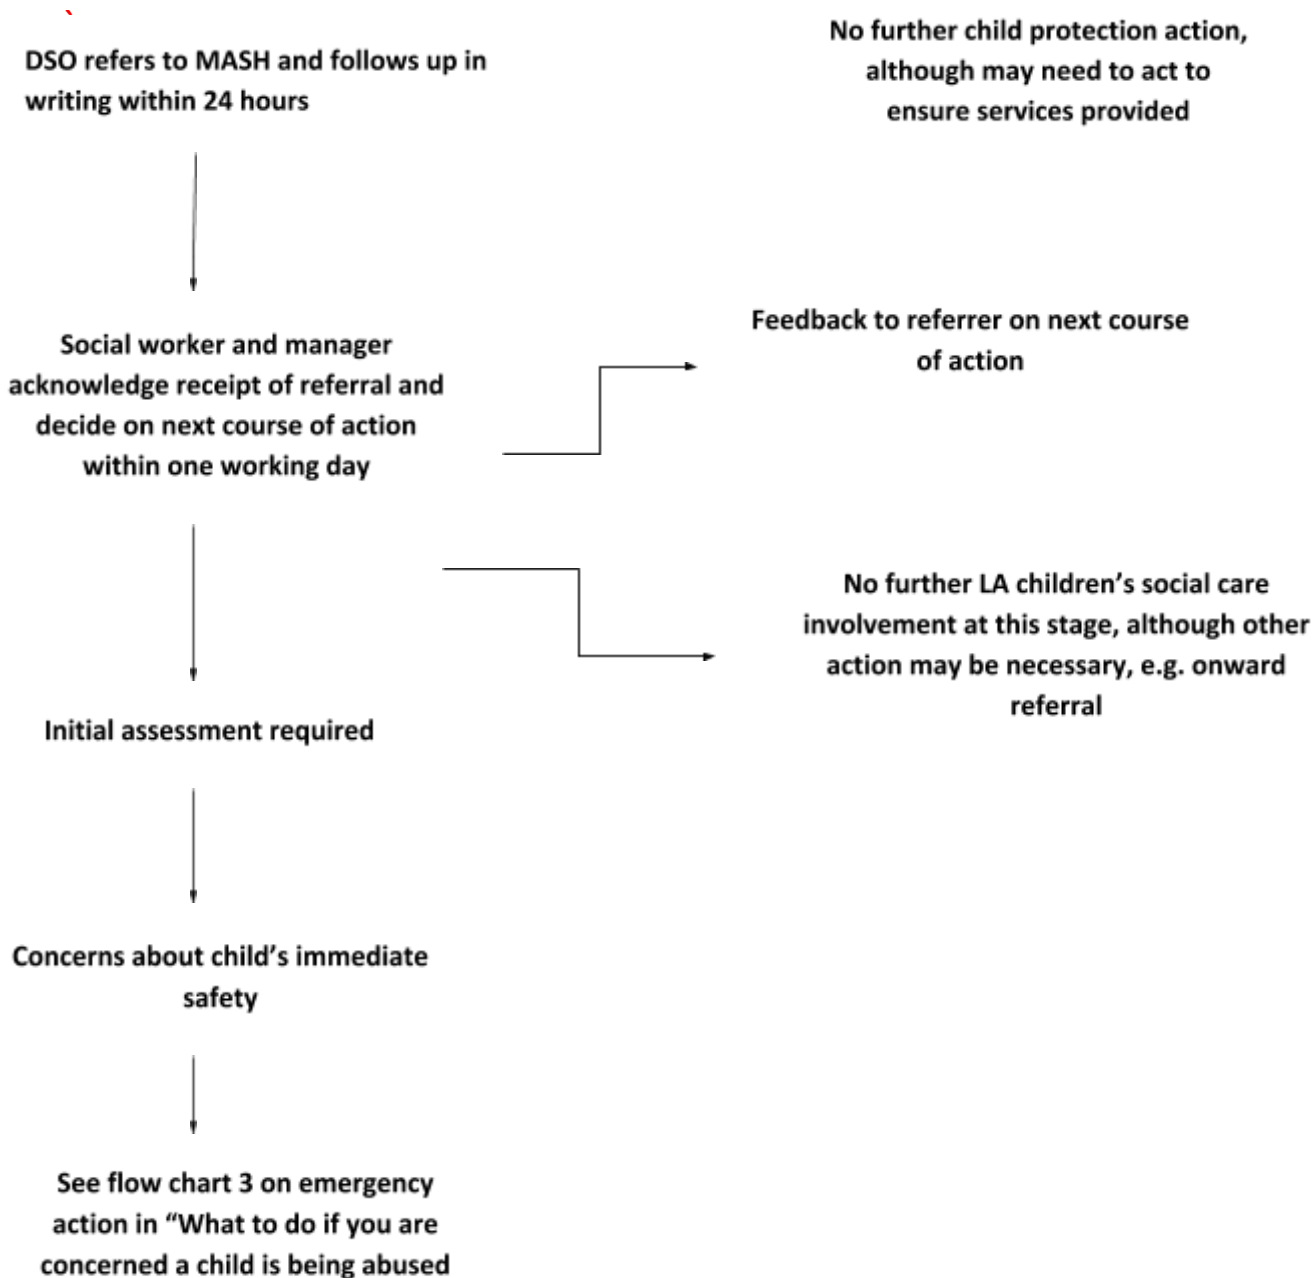 DSO refers to MASH and follows up in
writing within 24 hours
No further child protection action,
although may need to act to
ensure services provided
Social worker and manager
acknowledge receipt of referral and
decide on next course of action
within one working day
Feedback to referrer on next course
of action
No further LA children’s social care
involvement at this stage, although other
action may be necessary, e.g. onward
referral
Initial assessment required
Concerns about child’s immediate
safety
See flow chart 3 on emergency
action in “What to do if you are
concerned a child is being abused